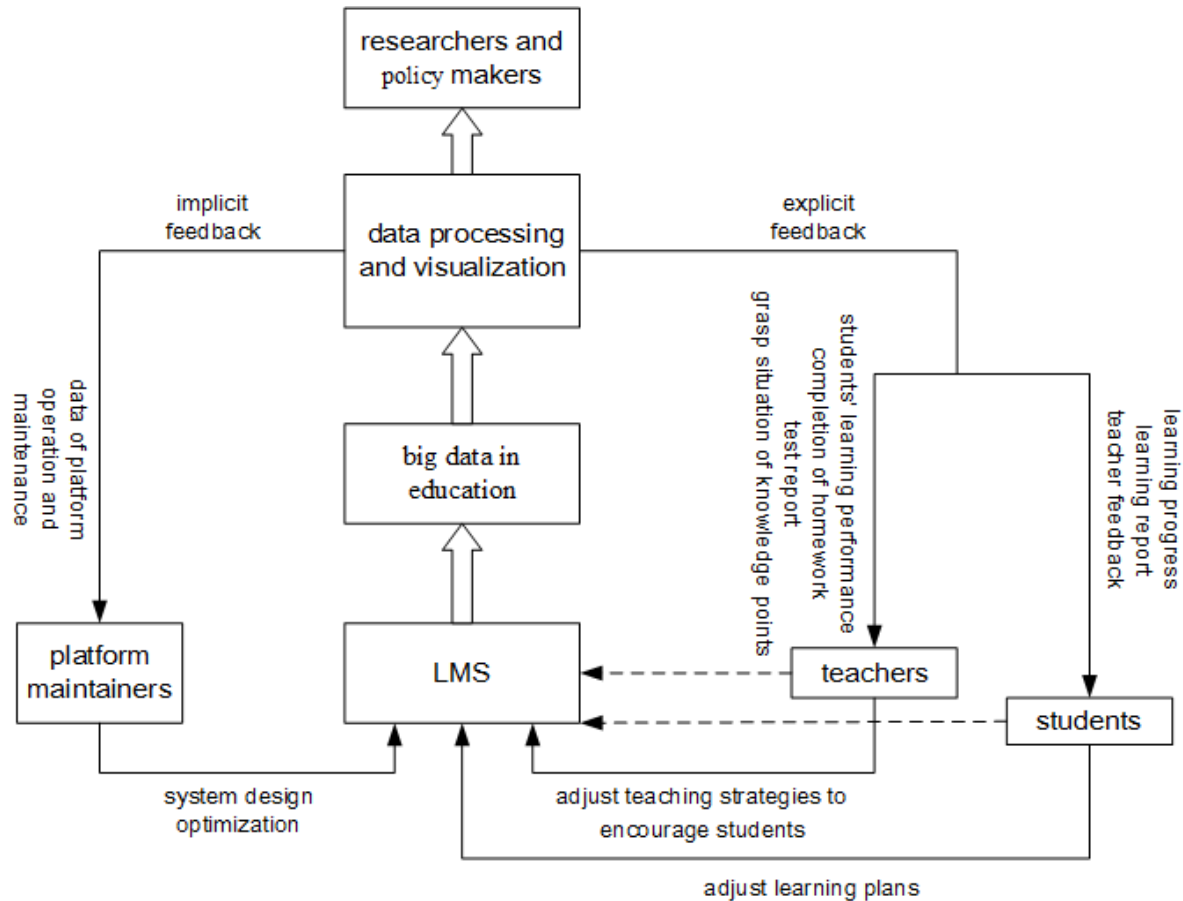 researchers and
policy makers
implicit
feedback
data processing
and visualization
explicit
feedback
data of platform
operation and
maintenance
big data in
education
students' learning performance
completion of homework
test report
grasp situation of knowledge points
learning progress
learning report
teacher feedback
platform
maintainers
LMS
teachers
students
system design
optimization
adjust teaching strategies to
encourage students
adjust learning plans